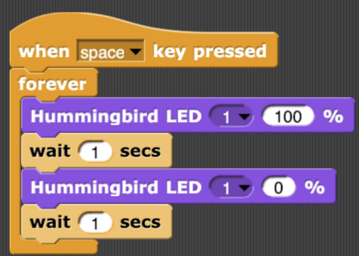 when space key pressed
forever
Hummingbird LED 1 100 %
wait 1 secs
Hummingbird LED 1 0 %
wait 1 secs